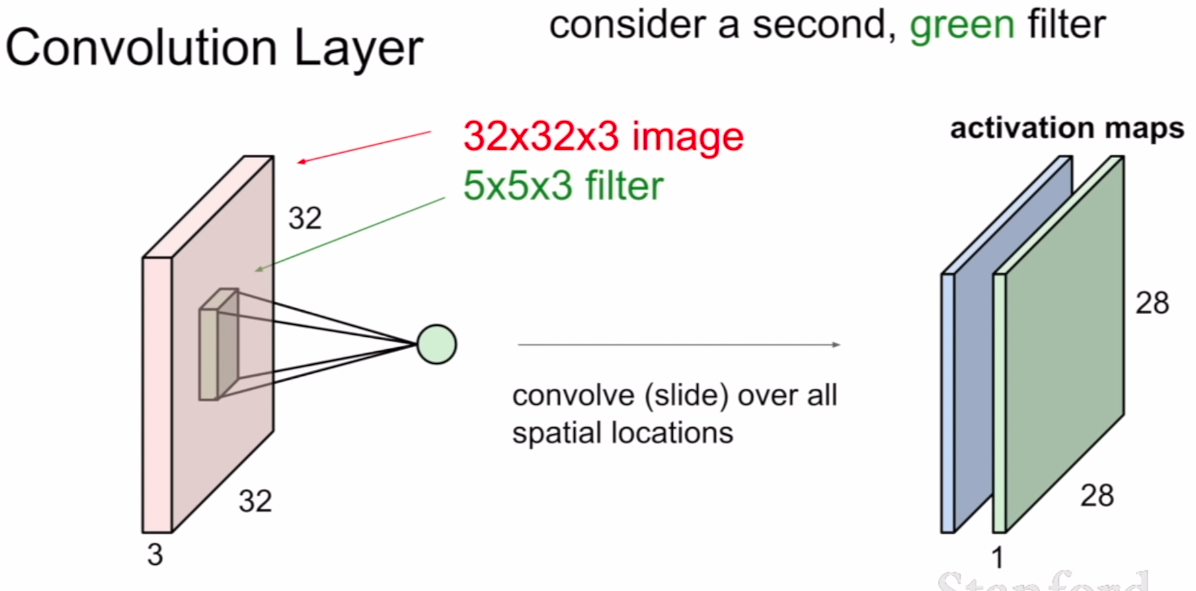 Convolution Layer
consider a second, green filter
32x32x3 image
5x5x3 filter
activation maps
32
32
3
convolve (slide) over all
spatial locations
28
28
1
Stanford